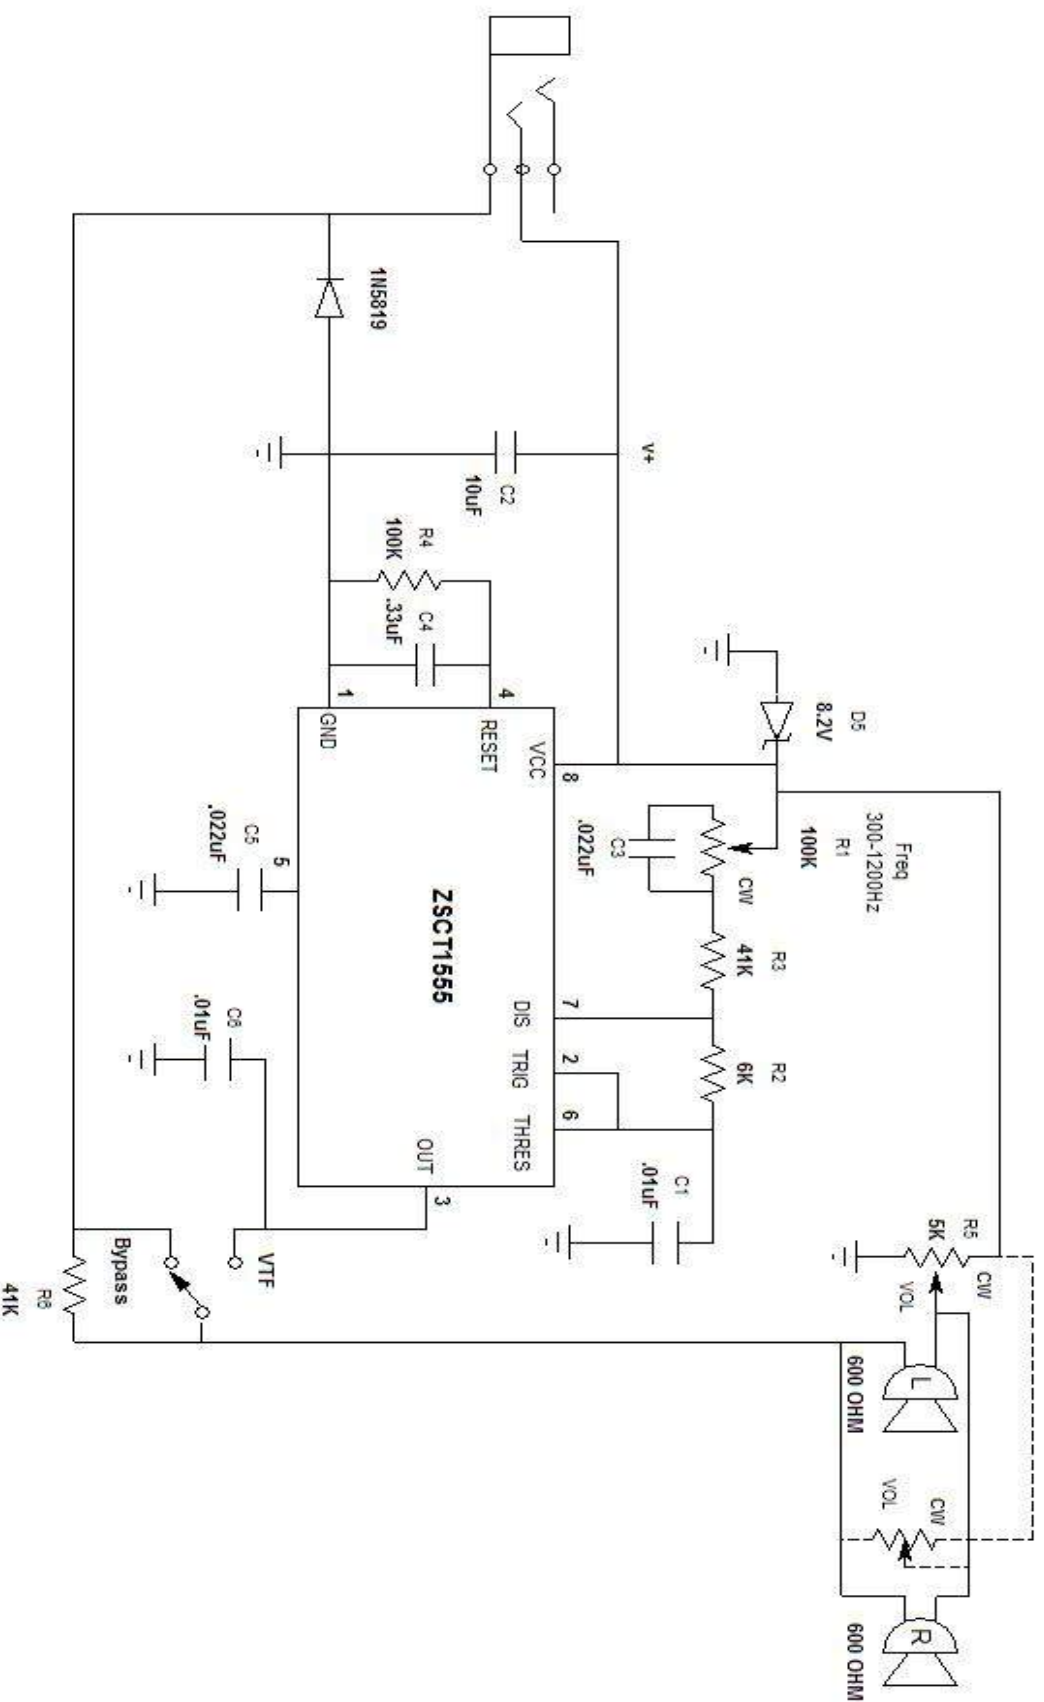 1N5819
V+
C2
10uF
R4
100K
C4
.33uF
D5
8.2V
1
GND
4
RESET
VCC
8
Freq
300-1200Hz
R1
100K
CW
C3
.022uF
R3
41K
R2
6K
ZSCT1555
5
C5
.022uF
C6
.01uF
7
DIS
2
TRIG
6
THRES
OUT
3
C1
.01uF
VTF
Bypass
R6
41K
R5
5K
CW
VOL
L
600 OHM
CW
VOL
R
600 OHM